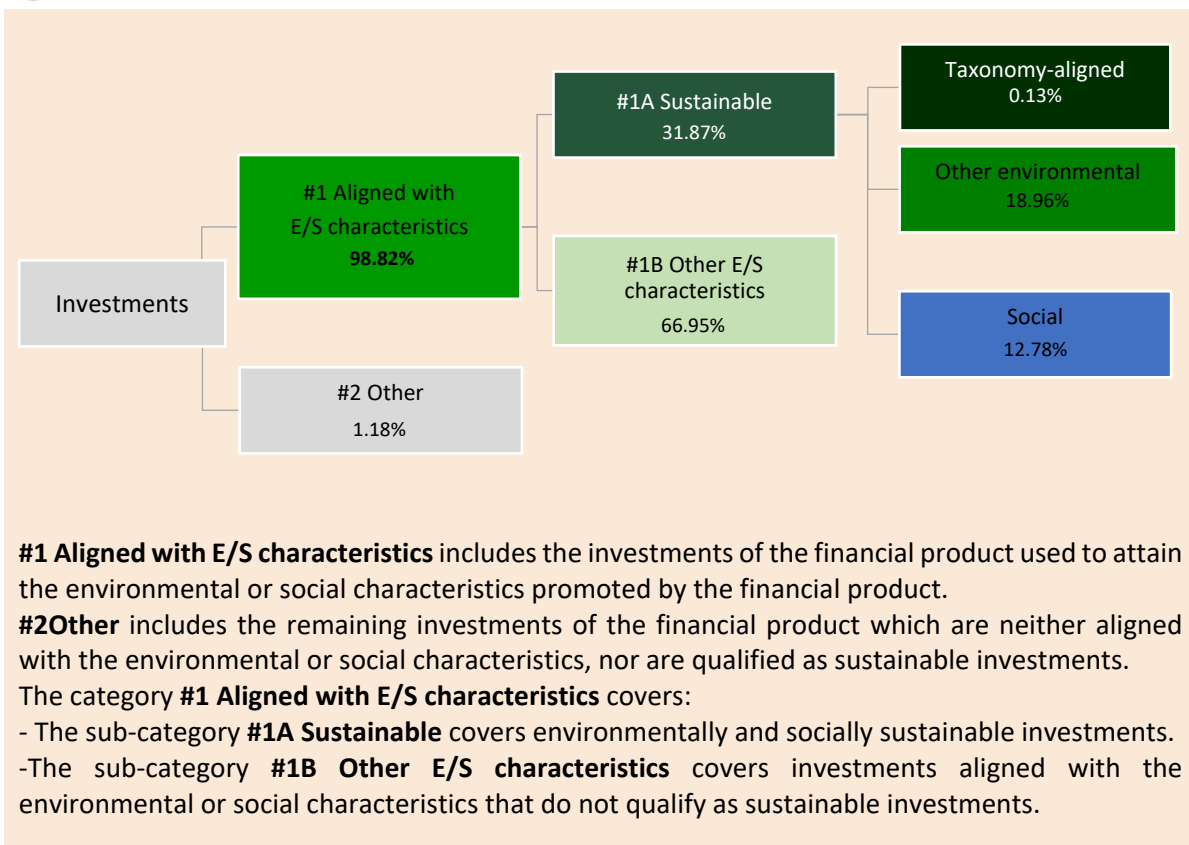 Investments
#1 Aligned with
E/S characteristics
98.82%
#2 Other
1.18%
#1A Sustainable
31.87%
#1B Other E/S
characteristics
66.95%
Taxonomy-aligned
0.13%
Other environmental
18.96%
Social
12.78%
#1 Aligned with E/S characteristics includes the investments of the financial product used to attain
the environmental or social characteristics promoted by the financial product.
#2Other includes the remaining investments of the financial product which are neither aligned
with the environmental or social characteristics, nor are qualified as sustainable investments.
The category #1 Aligned with E/S characteristics covers:
- The sub-category #1A Sustainable covers environmentally and socially sustainable investments.
-The sub-category #1B Other E/S characteristics covers investments aligned with the
environmental or social characteristics that do not qualify as sustainable investments.